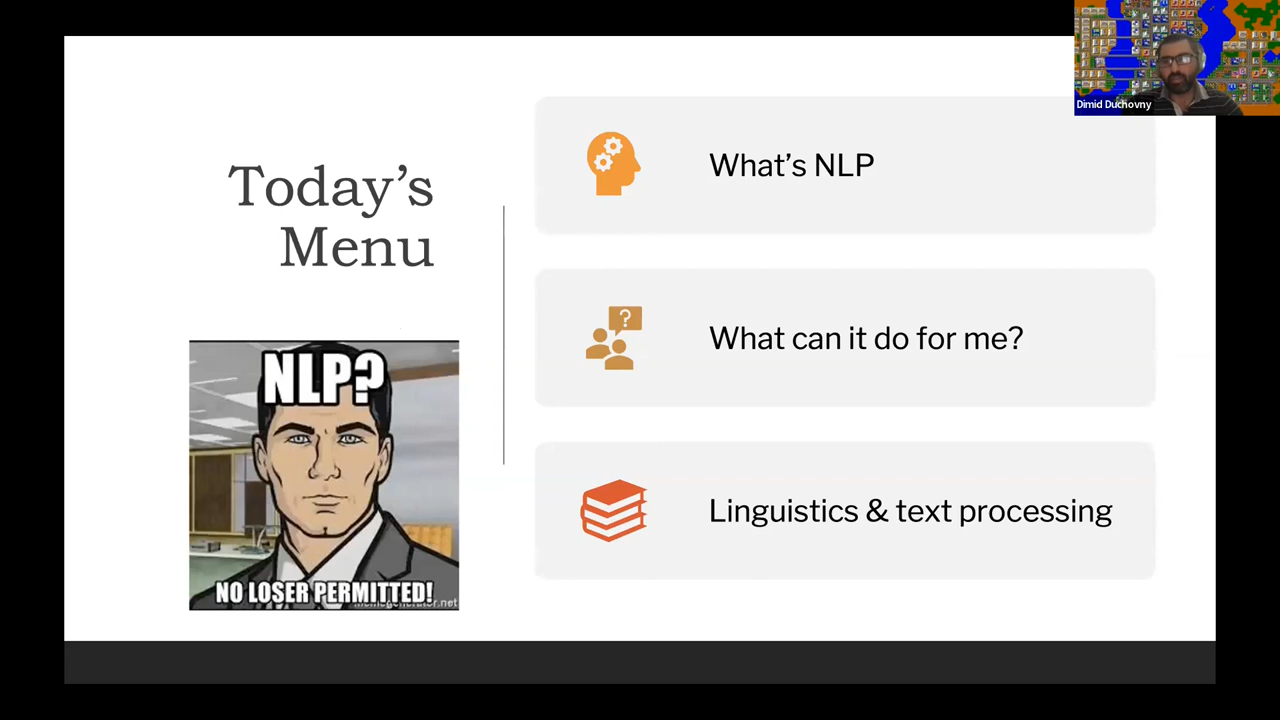 Dimid Duchovny
Today's
Menu
NLP?
NO LOSER PERMITTED!
What's NLP
?
What can it do for me?
Linguistics & text processing